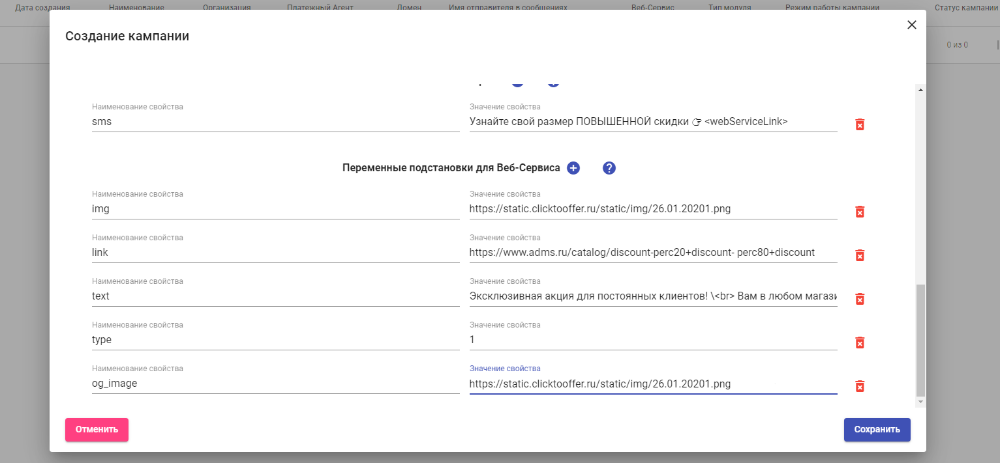 Дата создания Наименование Организация Платежный Агент Домен Имя отправителя в сообщениях Веб-Сервис Тип модуля Режим работы кампании Статус кампании
Создание кампании
0 из 0
Наименование свойства Значение свойства
sms Узнайте свой размер ПОВЫШЕННОЙ скидки 👉 <webServiceLink>
Переменные подстановки для Веб-Сервиса
Наименование свойства Значение свойства
img https://static.clicktooffer.ru/static/img/26.01.20201.png
Наименование свойства Значение свойства
link https://www.adms.ru/catalog/discount-perc20+discount- perc80+discount
Наименование свойства Значение свойства
text Эксклюзивная акция для постоянных клиентов! \<br> Вам в любом магази
Наименование свойства Значение свойства
type 1
Наименование свойства Значение свойства
og_image https://static.clicktooffer.ru/static/img/26.01.20201.png
Отменить Сохранить